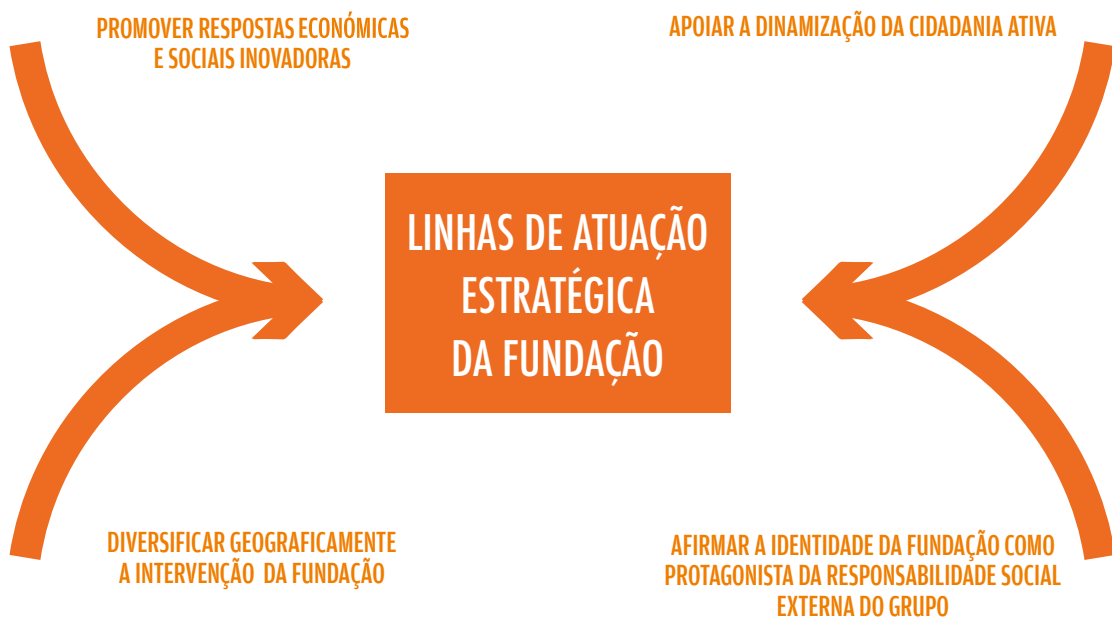 PROMOVER RESPOSTAS ECONÓMICAS
E SOCIAIS INOVADORAS
APOIAR A DINAMIZAÇÃO DA CIDADANIA ATIVA
LINHAS DE ATUAÇÃO
ESTRATÉGICA
DA FUNDAÇÃO
DIVERSIFICAR GEOGRAFICAMENTE
A INTERVENÇÃO DA FUNDAÇÃO
AFIRMAR A IDENTIDADE DA FUNDAÇÃO COMO
PROTAGONISTA DA RESPONSABILIDADE SOCIAL
EXTERNA DO GRUPO